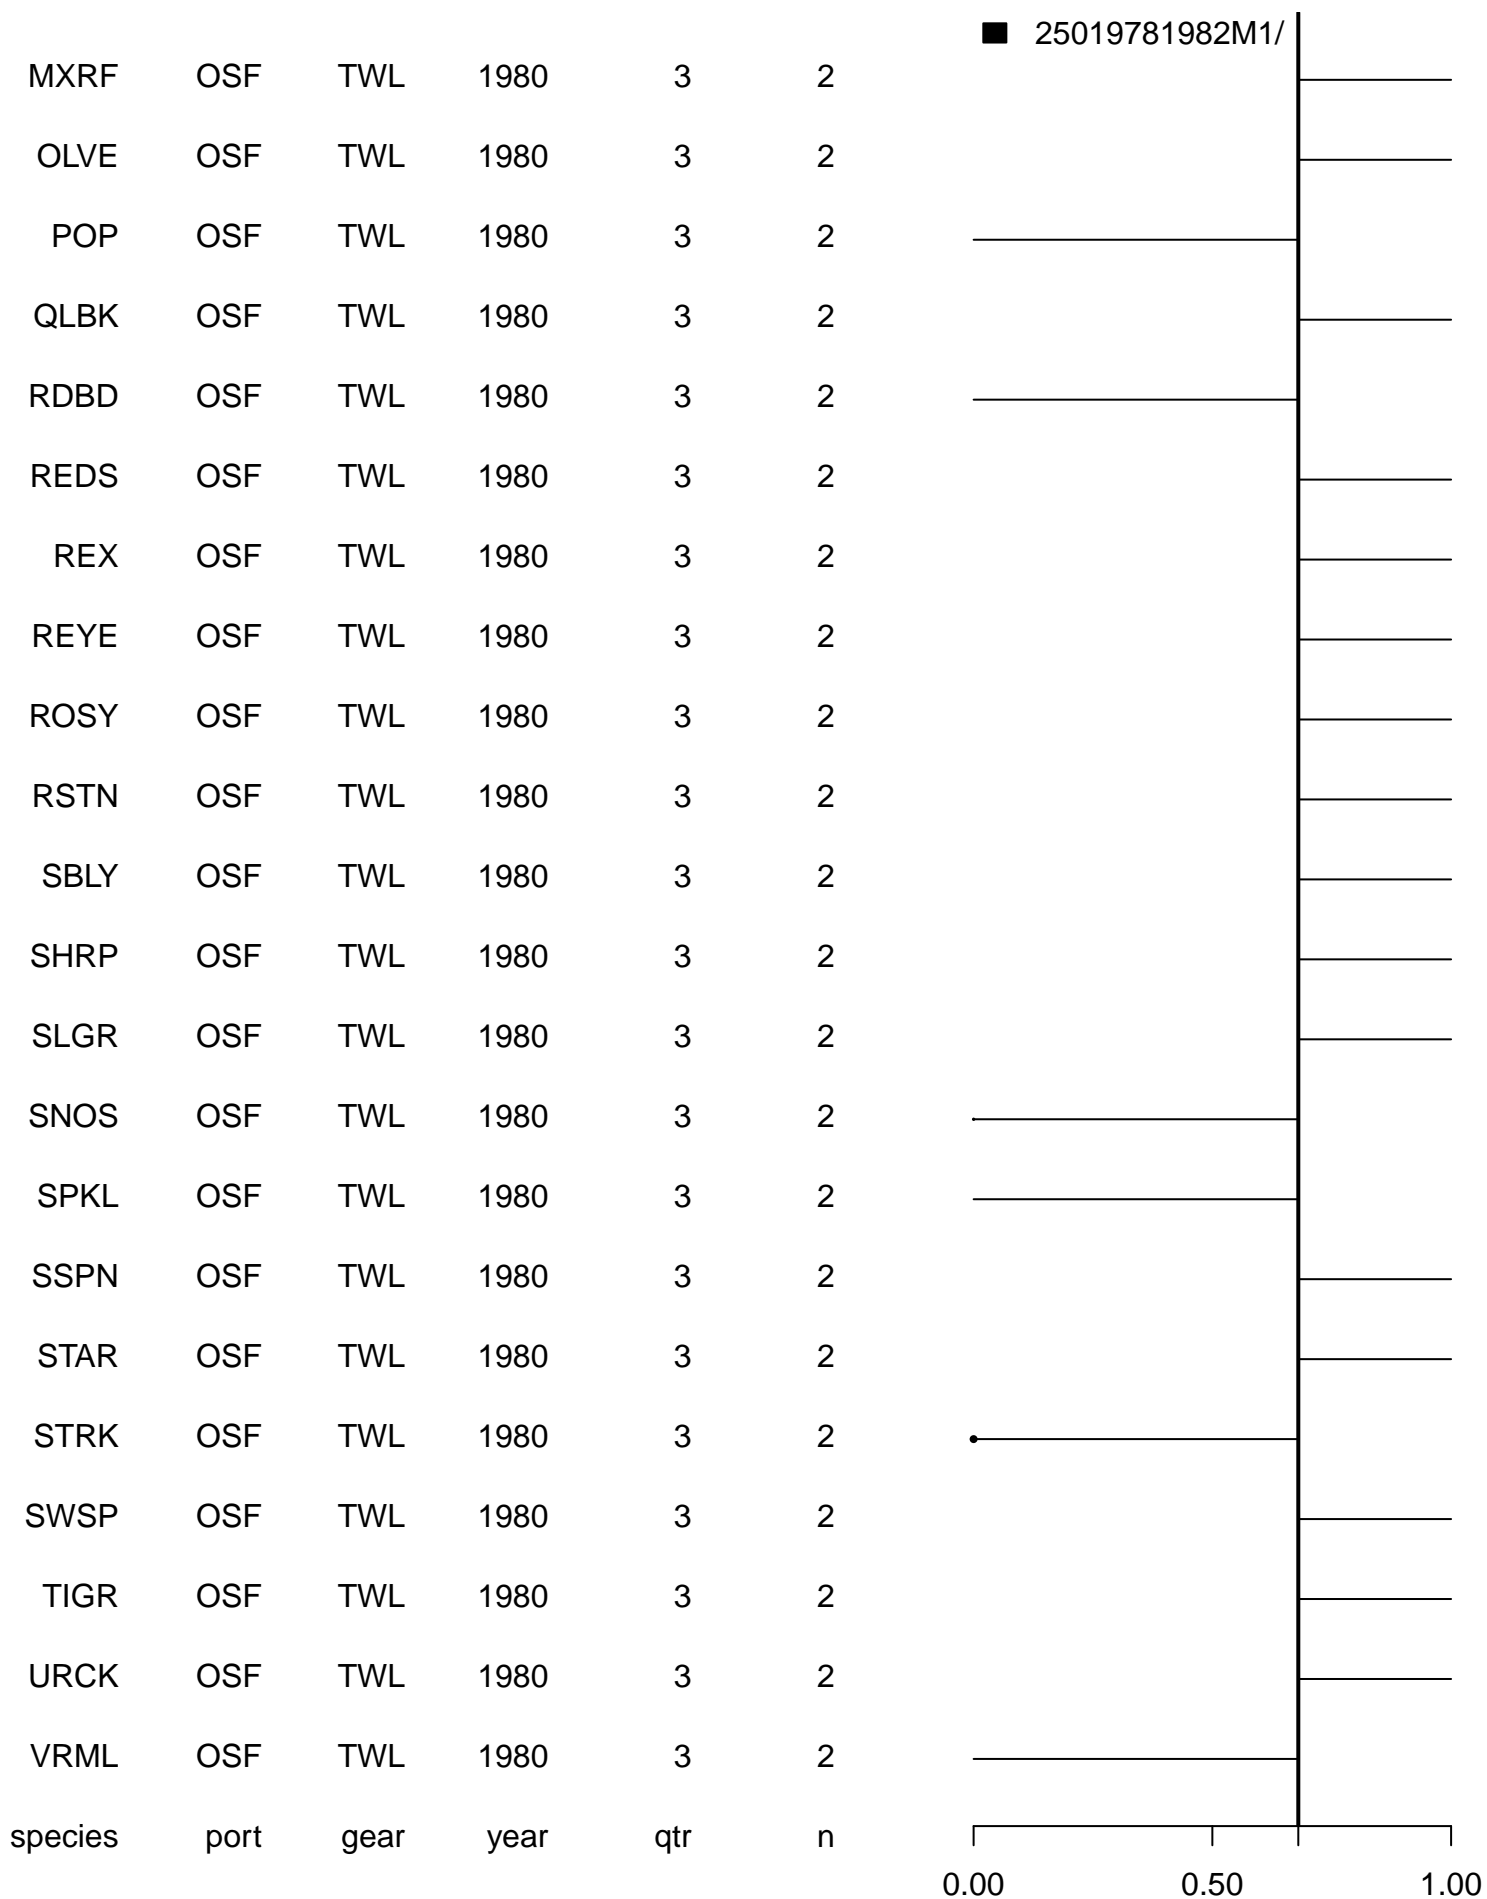 25019781982M1/
MXRF OSF TWL 1980 3 2
OLVE OSF TWL 1980 3 2
POP OSF TWL 1980 3 2
QLBK OSF TWL 1980 3 2
RDBD OSF TWL 1980 3 2
REDS OSF TWL 1980 3 2
REX OSF TWL 1980 3 2
REYE OSF TWL 1980 3 2
ROSY OSF TWL 1980 3 2
RSTN OSF TWL 1980 3 2
SBLY OSF TWL 1980 3 2
SHRP OSF TWL 1980 3 2
SLGR OSF TWL 1980 3 2
SNOS OSF TWL 1980 3 2
SPKL OSF TWL 1980 3 2
SSPN OSF TWL 1980 3 2
STAR OSF TWL 1980 3 2
STRK OSF TWL 1980 3 2
SWSP OSF TWL 1980 3 2
TIGR OSF TWL 1980 3 2
URCK OSF TWL 1980 3 2
VRML OSF TWL 1980 3 2
species port gear year qtr n
0.00 0.50 1.00